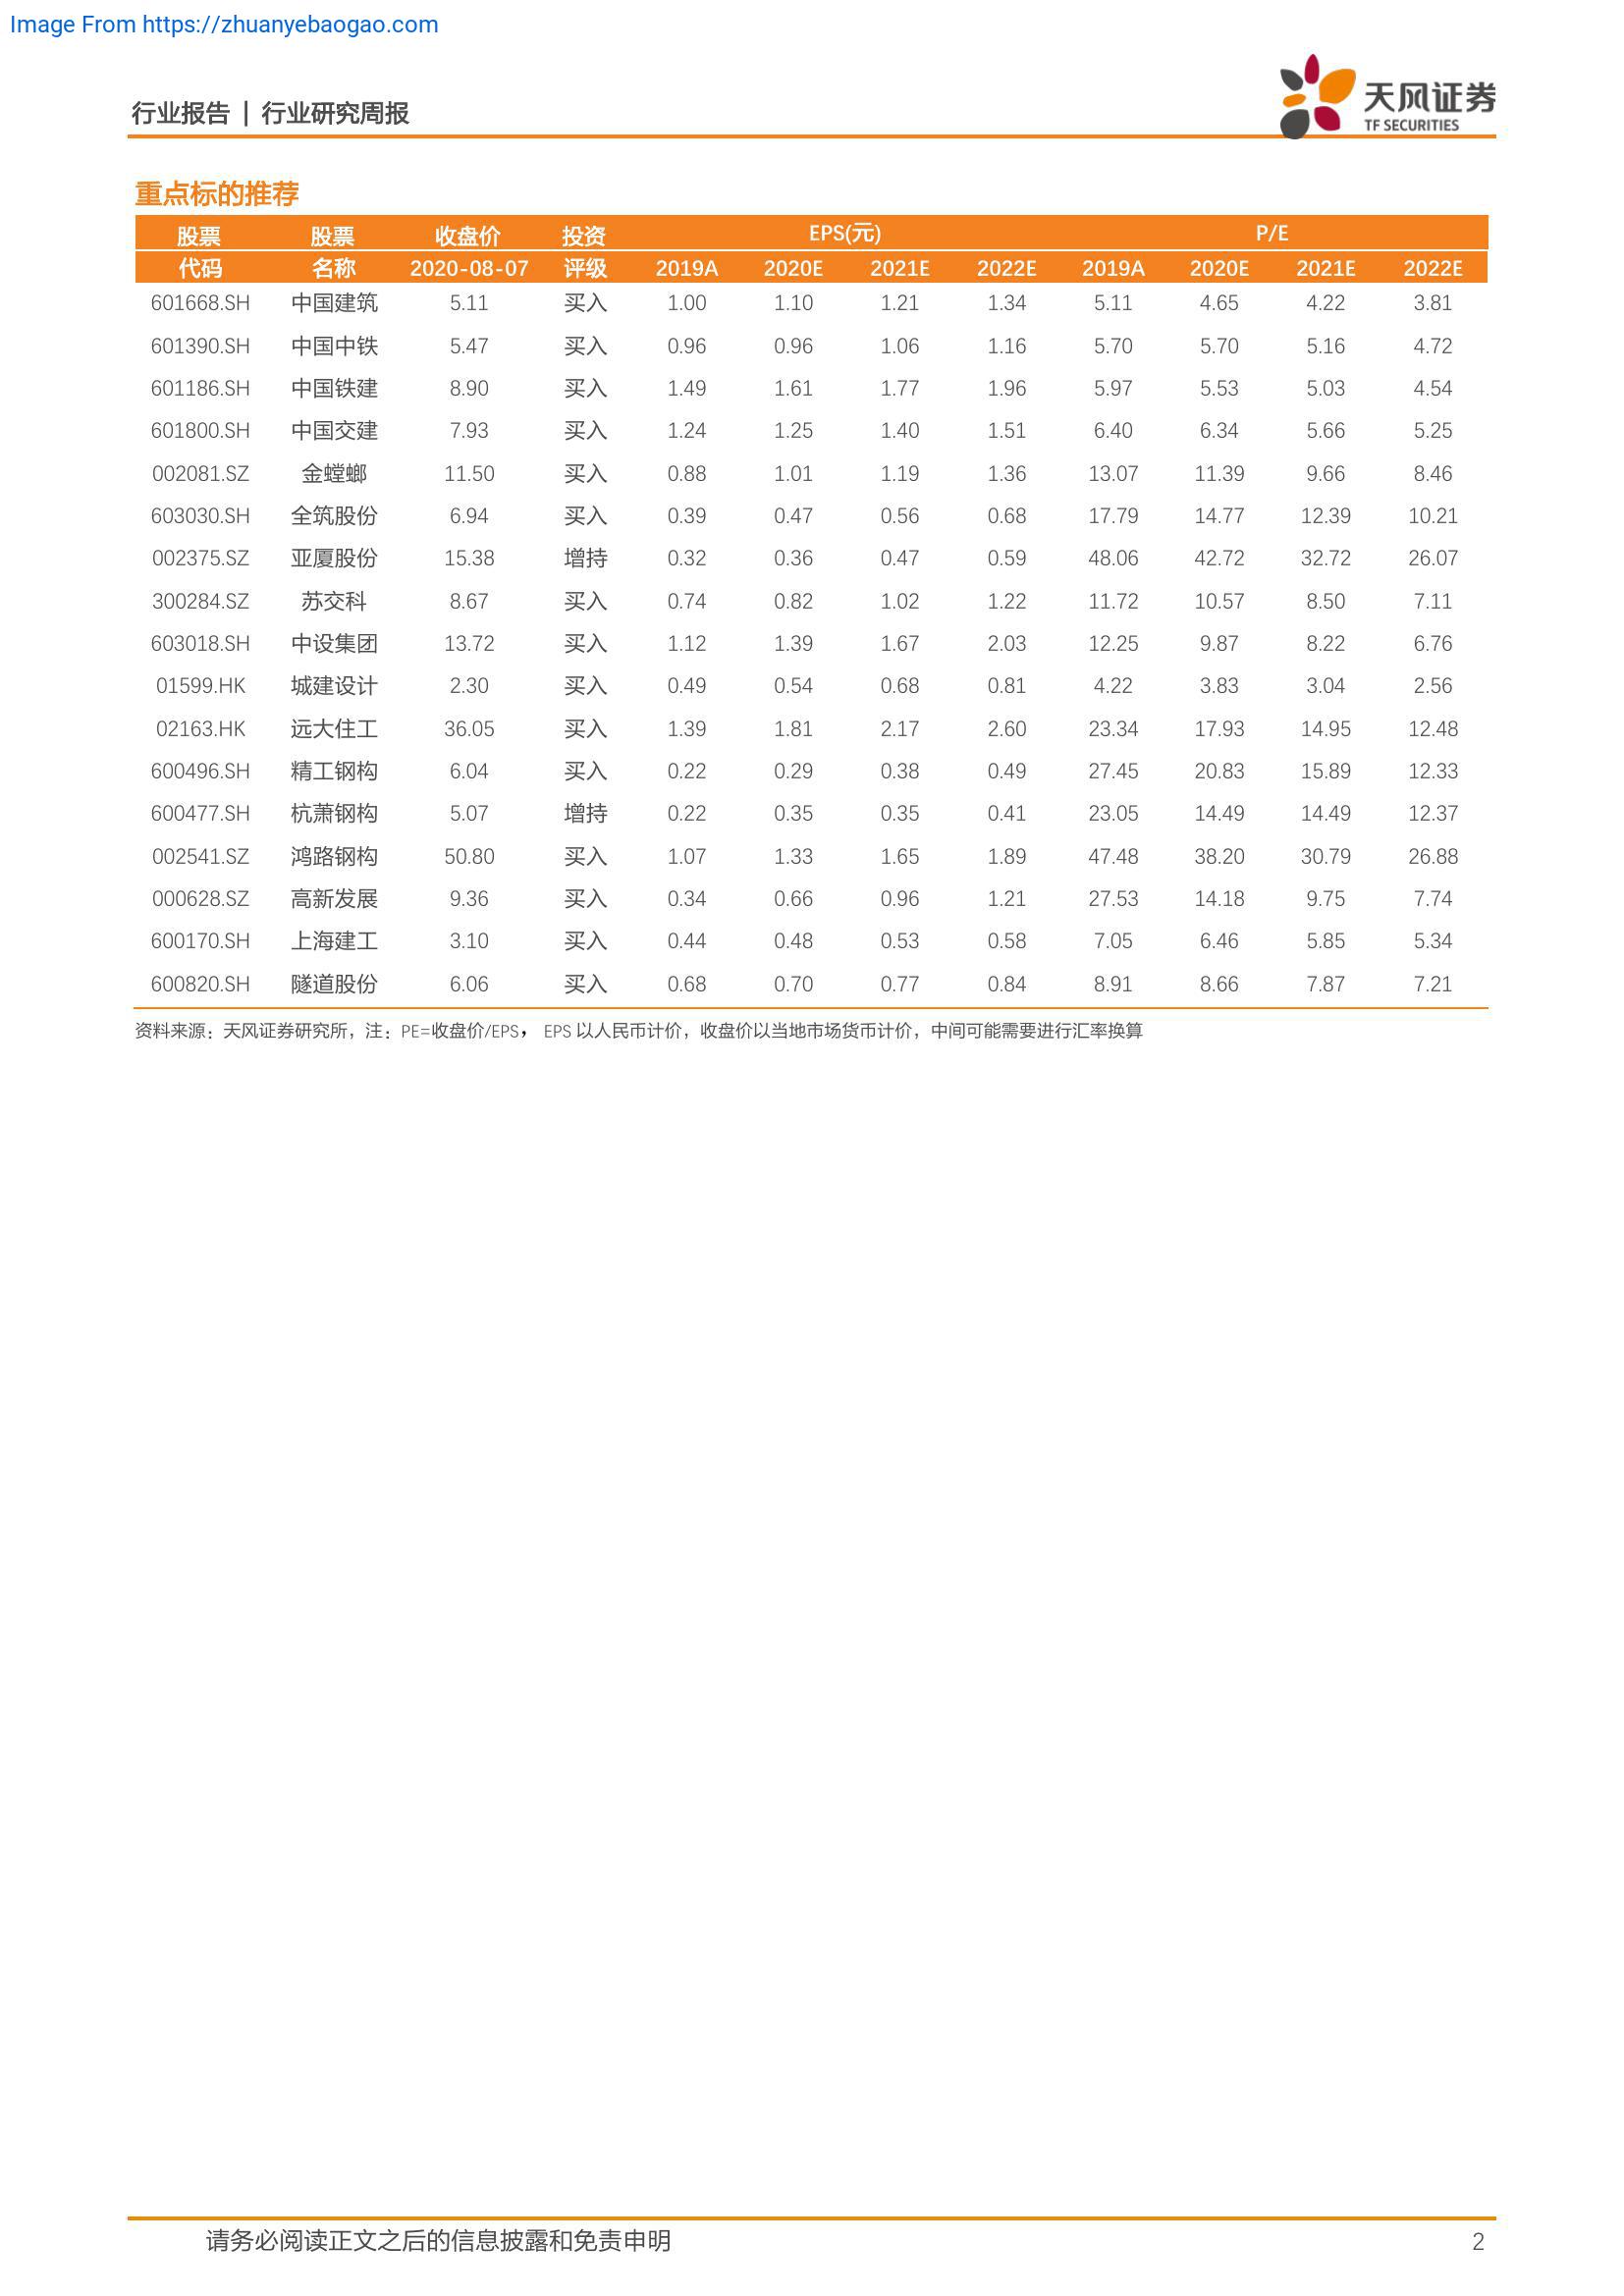 Image From https://zhuanyebaogao.com
行业报告 | 行业研究周报
天风证券
TF SECURITIES
重点标的推荐
股票 股票 收盘价 投资 EPS(元) P/E
代码 名称 2020-08-07 评级 2019A 2020E 2021E 2022E 2019A 2020E 2021E 2022E
601668.SH 中国建筑 5.11 买入 1.00 1.10 1.21 1.34 5.11 4.65 4.22 3.81
601390.SH 中国中铁 5.47 买入 0.96 0.96 1.06 1.16 5.70 5.70 5.16 4.72
601186.SH 中国铁建 8.90 买入 1.49 1.61 1.77 1.96 5.97 5.53 5.03 4.54
601800.SH 中国交建 7.93 买入 1.24 1.25 1.40 1.51 6.40 6.34 5.66 5.25
002081.SZ 金螳螂 11.50 买入 0.88 1.01 1.19 1.36 13.07 11.39 9.66 8.46
603030.SH 全筑股份 6.94 买入 0.39 0.47 0.56 0.68 17.79 14.77 12.39 10.21
002375.SZ 亚厦股份 15.38 增持 0.32 0.36 0.47 0.59 48.06 42.72 32.72 26.07
300284.SZ 苏交科 8.67 买入 0.74 0.82 1.02 1.22 11.72 10.57 8.50 7.11
603018.SH 中设集团 13.72 买入 1.12 1.39 1.67 2.03 12.25 9.87 8.22 6.76
01599.HK 城建设计 2.30 买入 0.49 0.54 0.68 0.81 4.22 3.83 3.04 2.56
02163.HK 远大住工 36.05 买入 1.39 1.81 2.17 2.60 23.34 17.93 14.95 12.48
600496.SH 精工钢构 6.04 买入 0.22 0.29 0.38 0.49 27.45 20.83 15.89 12.33
600477.SH 杭萧钢构 5.07 增持 0.22 0.35 0.35 0.41 23.05 14.49 14.49 12.37
002541.SZ 鸿路钢构 50.80 买入 1.07 1.33 1.65 1.89 47.48 38.20 30.79 26.88
000628.SZ 高新发展 9.36 买入 0.34 0.66 0.96 1.21 27.53 14.18 9.75 7.74
600170.SH 上海建工 3.10 买入 0.44 0.48 0.53 0.58 7.05 6.46 5.85 5.34
600820.SH 隧道股份 6.06 买入 0.68 0.70 0.77 0.84 8.91 8.66 7.87 7.21
资料来源：天风证券研究所，注：PE=收盘价/EPS， EPS 以人民币计价，收盘价以当地市场货币计价，中间可能需要进行汇率换算
请务必阅读正文之后的信息披露和免责申明 2